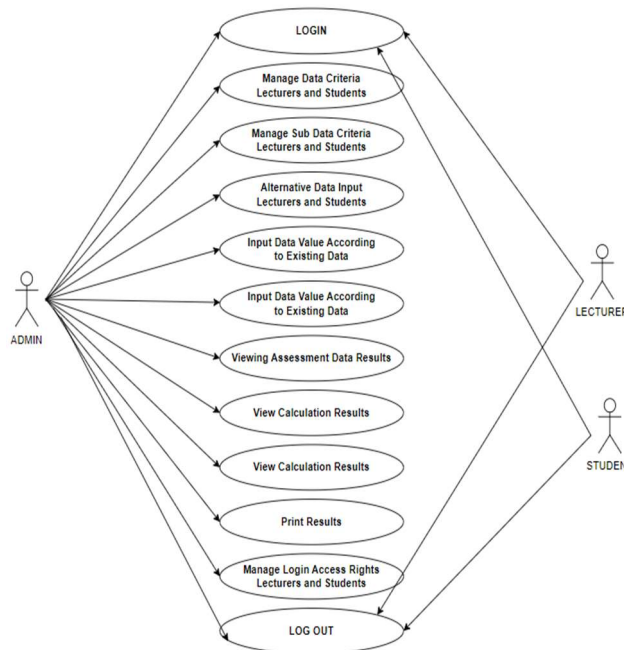 LOGIN
Manage Data Criteria
Lecturers and Students
Manage Sub Data Criteria
Lecturers and Students
Alternative Data Input
Lecturers and Students
Input Data Value According
to Existing Data
Input Data Value According
to Existing Data
Viewing Assessment Data Results
View Calculation Results
View Calculation Results
Print Results
Manage Login Access Rights
Lecturers and Students
LOG OUT
ADMIN
LECTURER
STUDEN